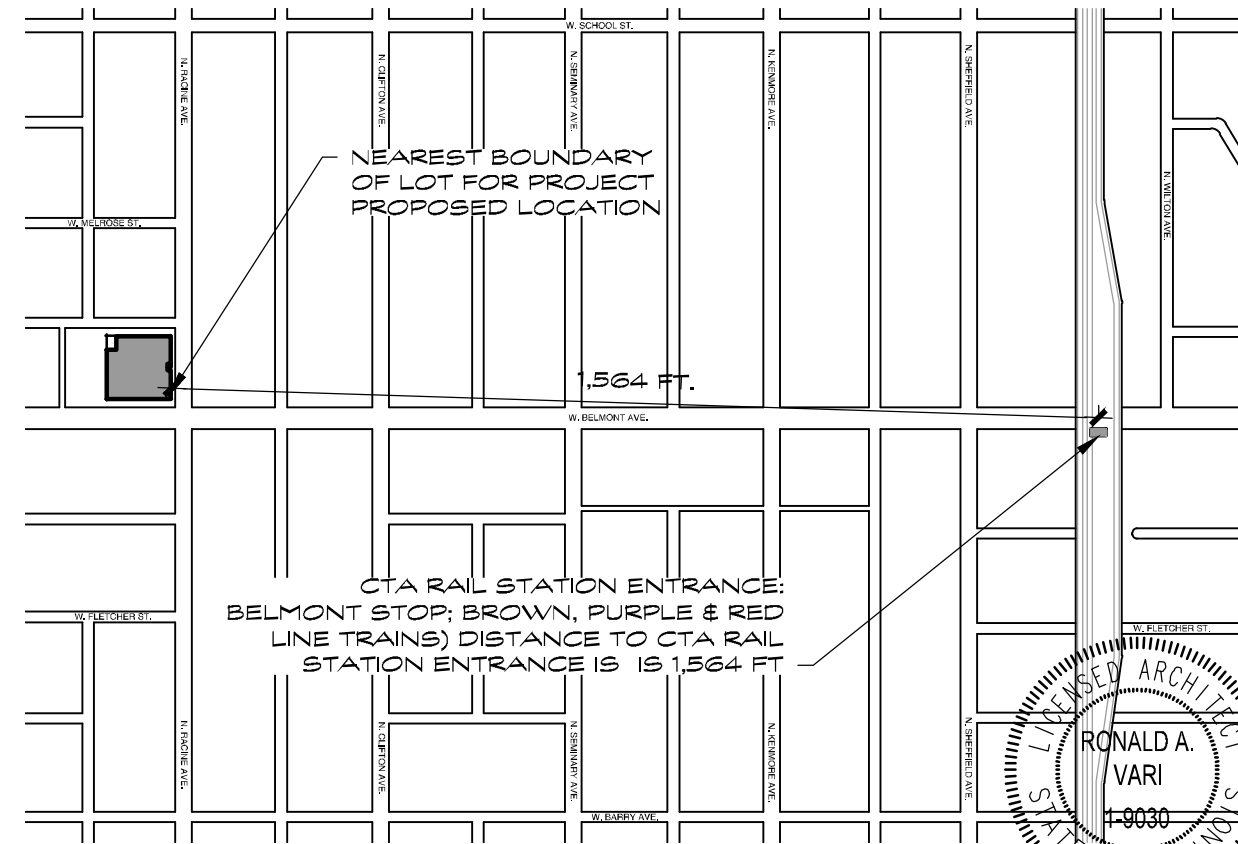 W. SCHOOL ST.
N. RACINE AVE.
N. CLIFTON AVE.
N. SEMINARY AVE.
N. KENMORE AVE.
N. SHEFFIELD AVE.
N. WILTON AVE.
NEAREST BOUNDARY
OF LOT FOR PROJECT
PROPOSED LOCATION
W. MELROSE ST.
1,564 FT.
W. BELMONT AVE.
CTA RAIL STATION ENTRANCE:
BELMONT STOP; BROWN, PURPLE & RED
LINE TRAINS) DISTANCE TO CTA RAIL
STATION ENTRANCE IS IS 1,564 FT
W. FLETCHER ST.
W. FLETCHER ST.
N. RACINE AVE.
N. CLIFTON AVE.
N. SEMINARY AVE.
N. KENMORE AVE.
N. SHEFFIELD AVE.
W. BARRY AVE.
LICENSED ARCHITECT
RONALD A.
VARI
1-9030